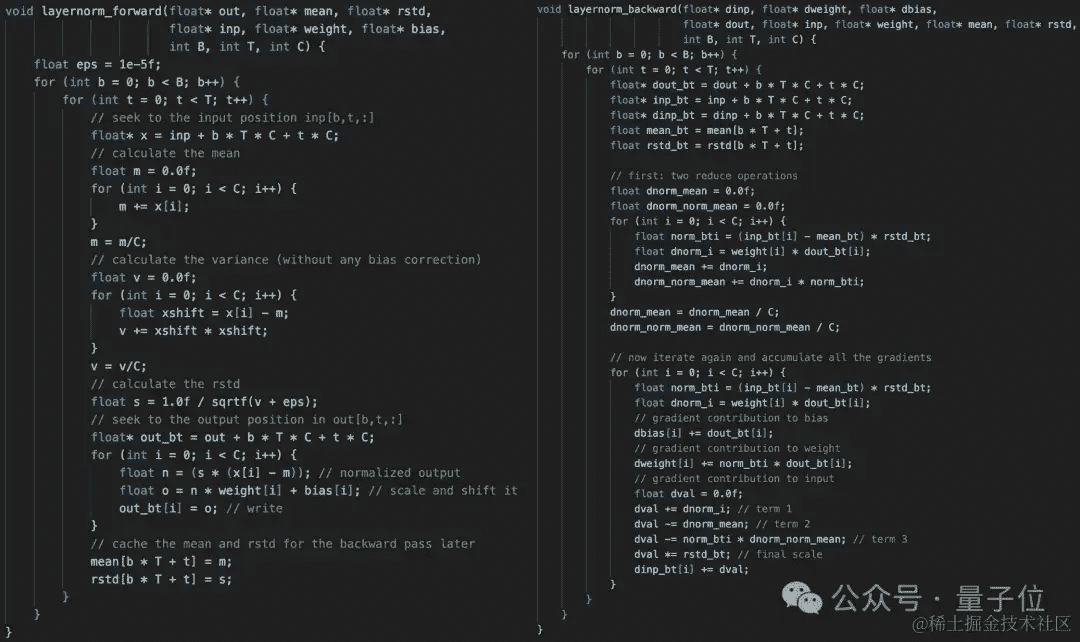 void layernorm_forward(float* out, float* mean, float* rstd,
float* inp, float* weight, float* bias,
int B, int T, int C) {
float eps = 1e-5f;
for (int b = 0; b < B; b++) {
for (int t = 0; t < T; t++) {
// seek to the input position inp[b,t,:]
float* x = inp + b * T * C + t * C;
// calculate the mean
float m = 0.0f;
for (int i = 0; i < C; i++) {
m += x[i];
}
m = m/C;
// calculate the variance (without any bias correction)
float v = 0.0f;
for (int i = 0; i < C; i++) {
float xshift = x[i] - m;
v += xshift * xshift;
}
v = v/C;
// calculate the rstd
float s = 1.0f / sqrtf(v + eps);
// seek to the output position in out[b,t,:]
float* out_bt = out + b * T * C + t * C;
for (int i = 0; i < C; i++) {
float n = (s * (x[i] - m)); // normalized output
float o = n * weight[i] + bias[i]; // scale and shift it
out_bt[i] = o; // write
}
// cache the mean and rstd for the backward pass later
mean[b * T + t] = m;
rstd[b * T + t] = s;
}
}
}
void layernorm_backward(float* dinp, float* dweight, float* dbias,
float* dout, float* inp, float* weight, float* mean, float* rstd,
int B, int T, int C) {
for (int b = 0; b < B; b++) {
for (int t = 0; t < T; t++) {
float* dout_bt = dout + b * T * C + t * C;
float* inp_bt = inp + b * T * C + t * C;
float* dinp_bt = dinp + b * T * C + t * C;
float mean_bt = mean[b * T + t];
float rstd_bt = rstd[b * T + t];
// first: two reduce operations
float dnorm_mean = 0.0f;
float dnorm_norm_mean = 0.0f;
for (int i = 0; i < C; i++) {
float norm_bti = (inp_bt[i] - mean_bt) * rstd_bt;
float dnorm_i = weight[i] * dout_bt[i];
dnorm_mean += dnorm_i;
dnorm_norm_mean += dnorm_i * norm_bti;
}
dnorm_mean = dnorm_mean / C;
dnorm_norm_mean = dnorm_norm_mean / C;
// now iterate again and accumulate all the gradients
for (int i = 0; i < C; i++) {
float norm_bti = (inp_bt[i] - mean_bt) * rstd_bt;
float dnorm_i = weight[i] * dout_bt[i];
// gradient contribution to bias
dbias[i] += dout_bt[i];
// gradient contribution to weight
dweight[i] += norm_bti * dout_bt[i];
// gradient contribution to input
float dval = 0.0f;
dval += dnorm_i; // term 1
dval -= dnorm_mean; // term 2
dval -= norm_bti * dnorm_norm_mean; // term 3
dval *= rstd_bt; // final scale
dinp_bt[i] += dval;
}
}
}
}
公众号 · 量子位
@稀土掘金技术社区